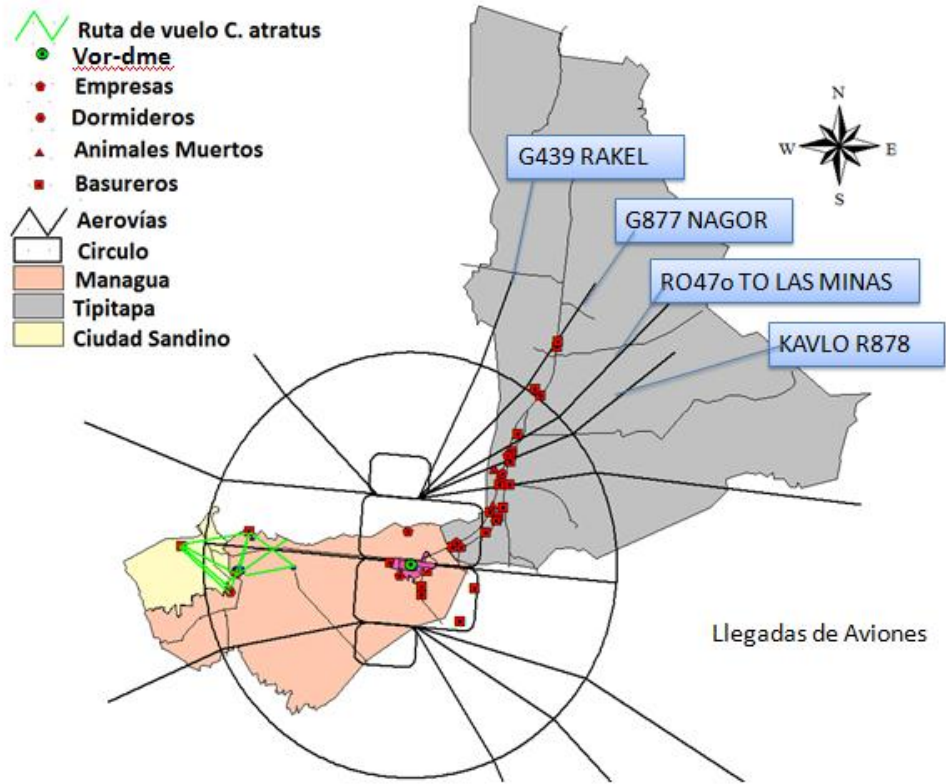 Ruta de vuelo C. atratus
Vor-dme
Empresas
Dormideros
Animales Muertos
Basureros
Aerovías
Circulo
Managua
Tipitapa
Ciudad Sandino
N
W E
S
G439 RAKEL
G877 NAGOR
RO47o TO LAS MINAS
KAVLO R878
Llegadas de Aviones